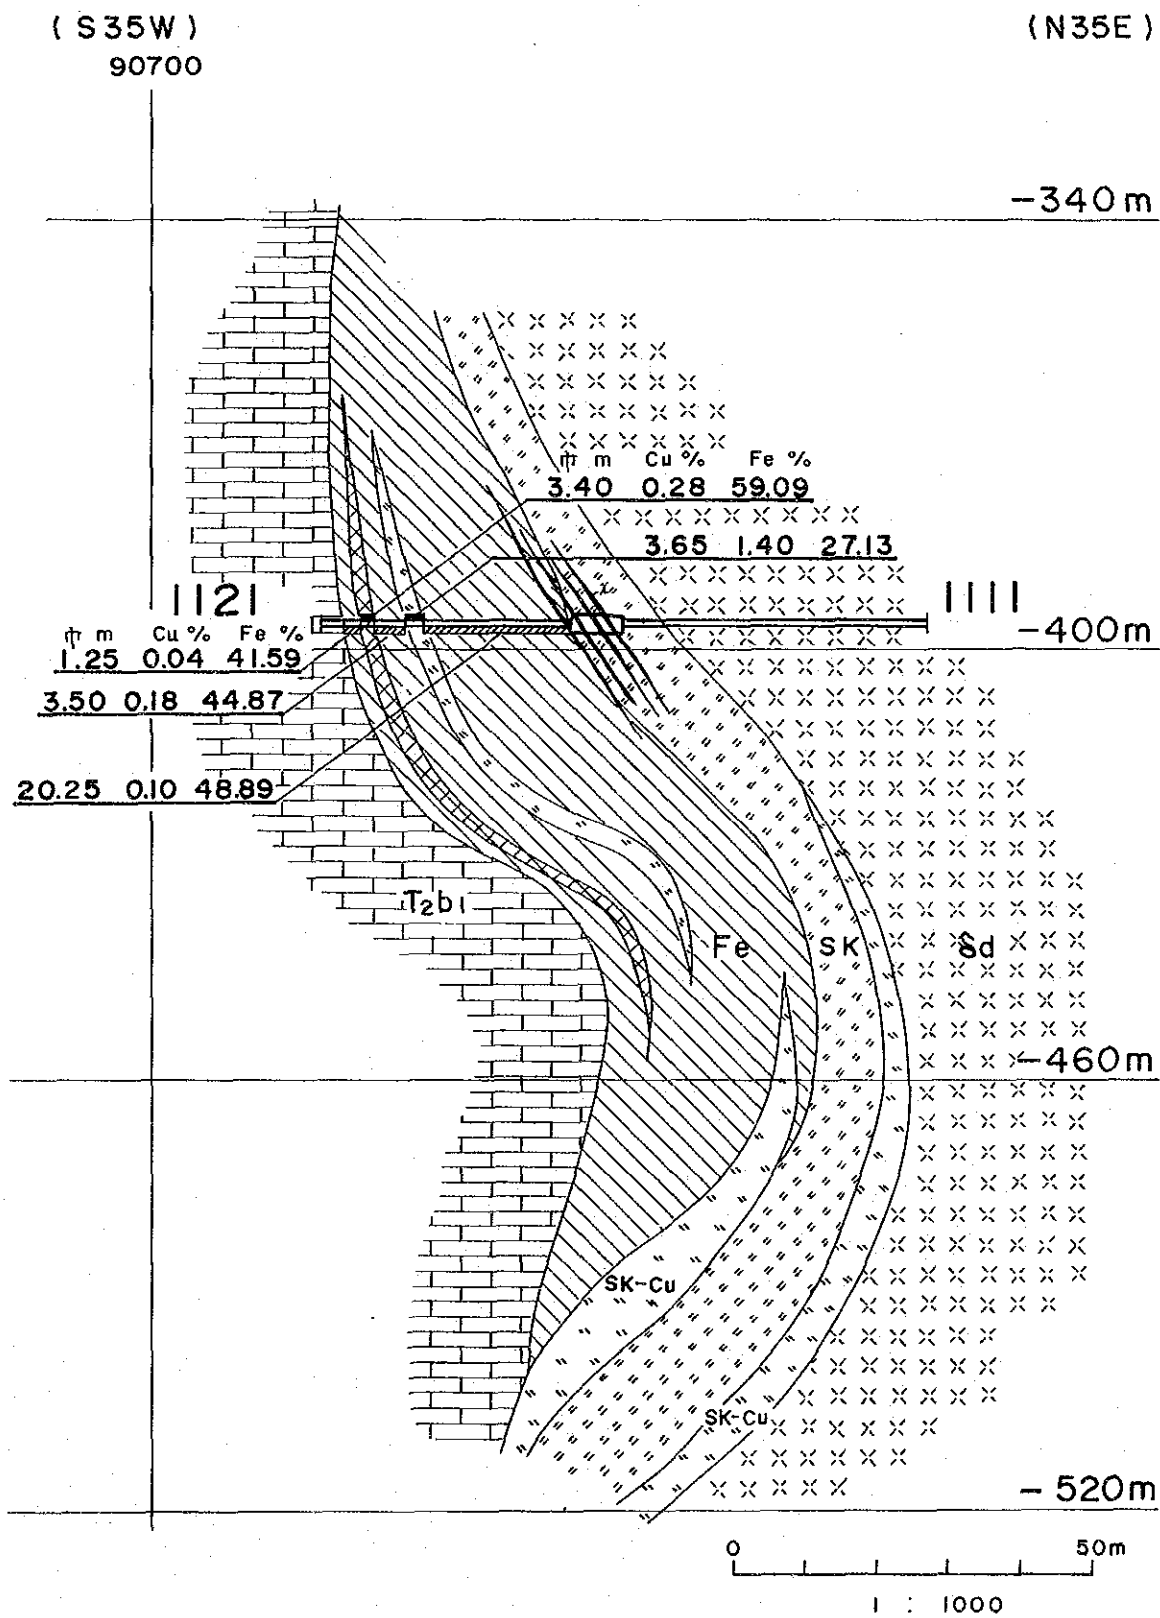 (S35W)
(N35E)
90700
-340m
m Cu % Fe %
3.40 0.28 59.09
3.65 1.40 27.13
1121
1111
-400m
m Cu % Fe %
1.25 0.04 41.59
3.50 0.18 44.87
20.25 0.10 48.89
T₂b₁
Fe
SK
δd
-460m
SK-Cu
SK-Cu
-520m
0 50m
1 : 1000